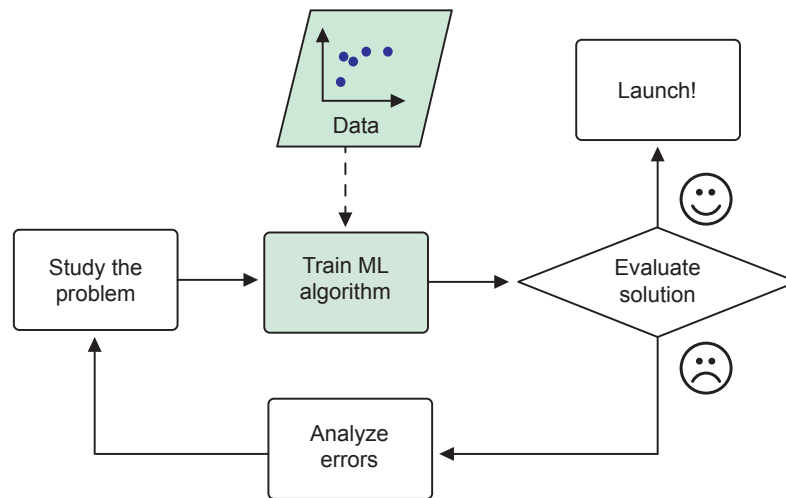 Data
Launch!
Study the
problem
Train ML
algorithm
Evaluate
solution
Analyze
errors